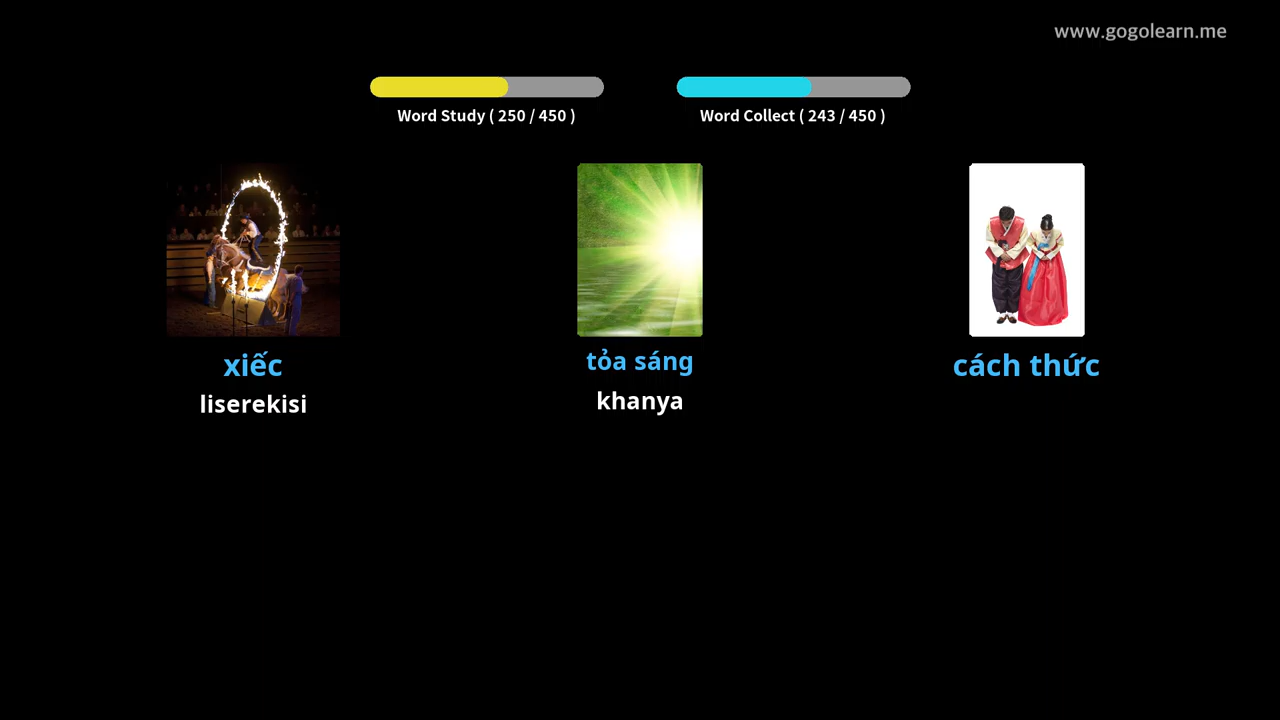 www.gogolearn.me
Word Study ( 250 / 450 )
Word Collect ( 243 / 450 )
xiếc
tỏa sáng
cách thức
liserekisi
khanya